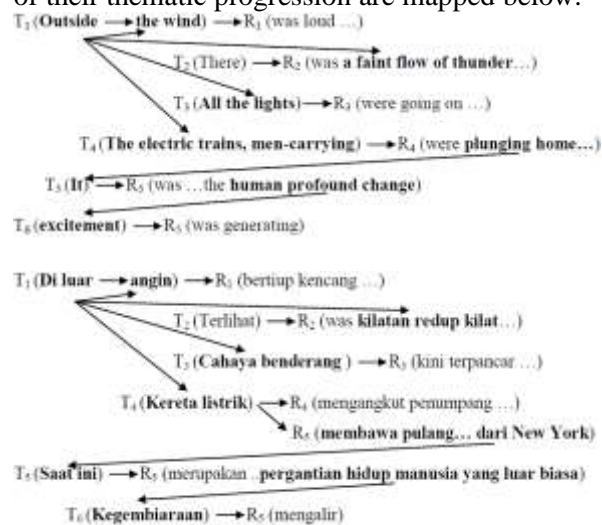 of their thematic progression are mapped below:
T₁ (Outside → the wind) → R₁ (was loud …)
T₂ (There) → R₂ (was a faint flow of thunder…)
T₃ (All the lights) → R₃ (were going on …)
T₄ (The electric trains, men-carrying) → R₄ (were plunging home…)
T₅ (It) → R₅ (was …the human profound change)
T₆ (excitement) → R₅ (was generating)
T₁ (Di luar → angin) → R₁ (bertiup kencang …)
T₂ (Terlihat) → R₂ (was kilatan redup kilat…)
T₃ (Cahaya benderang ) → R₃ (kini terpancar …)
T₄ (Kereta listrik) → R₄ (mengangkut penumpang …)
R₅ (membawa pulang… dari New York)
T₅ (Saat ini) → R₅ (merupakan ..pergantian hidup manusia yang luar biasa)
T₆ (Kegembiaraan) → R₅ (mengalir)